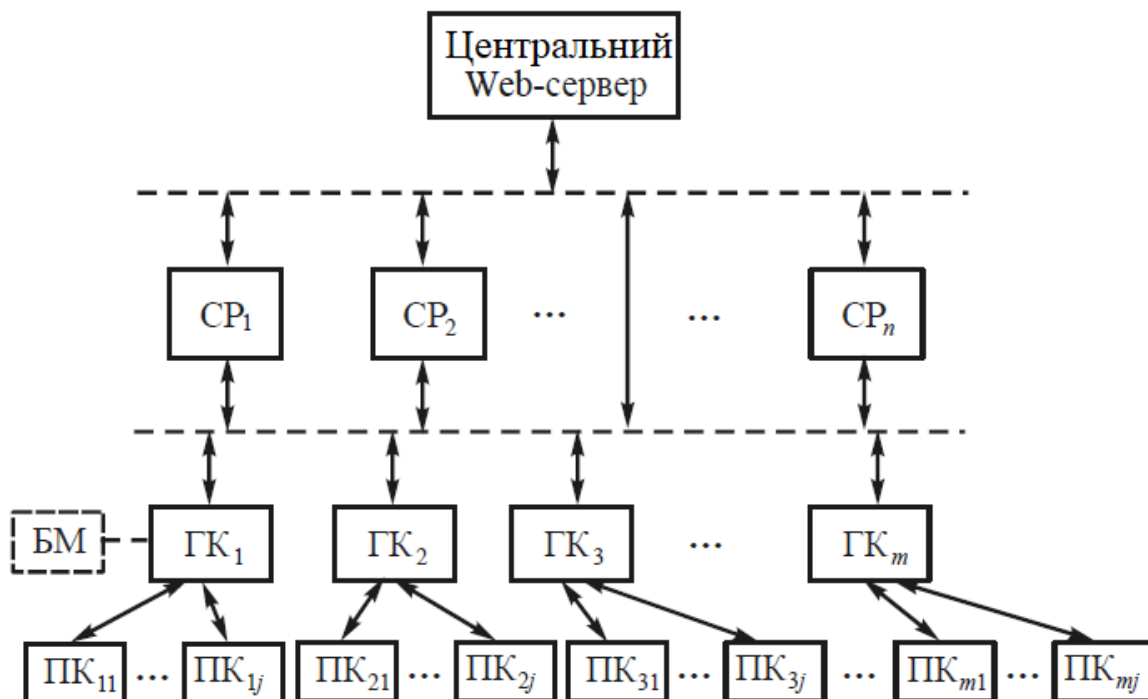 Центральний
Web-сервер
СР1 СР2 ... ... СРn
БМ ГК1 ГК2 ГК3 ... ГКm
ПК11 ... ПК1j ПК21 ... ПК2j ПК31 ... ПК3j ... ПКm1 ... ПКmj